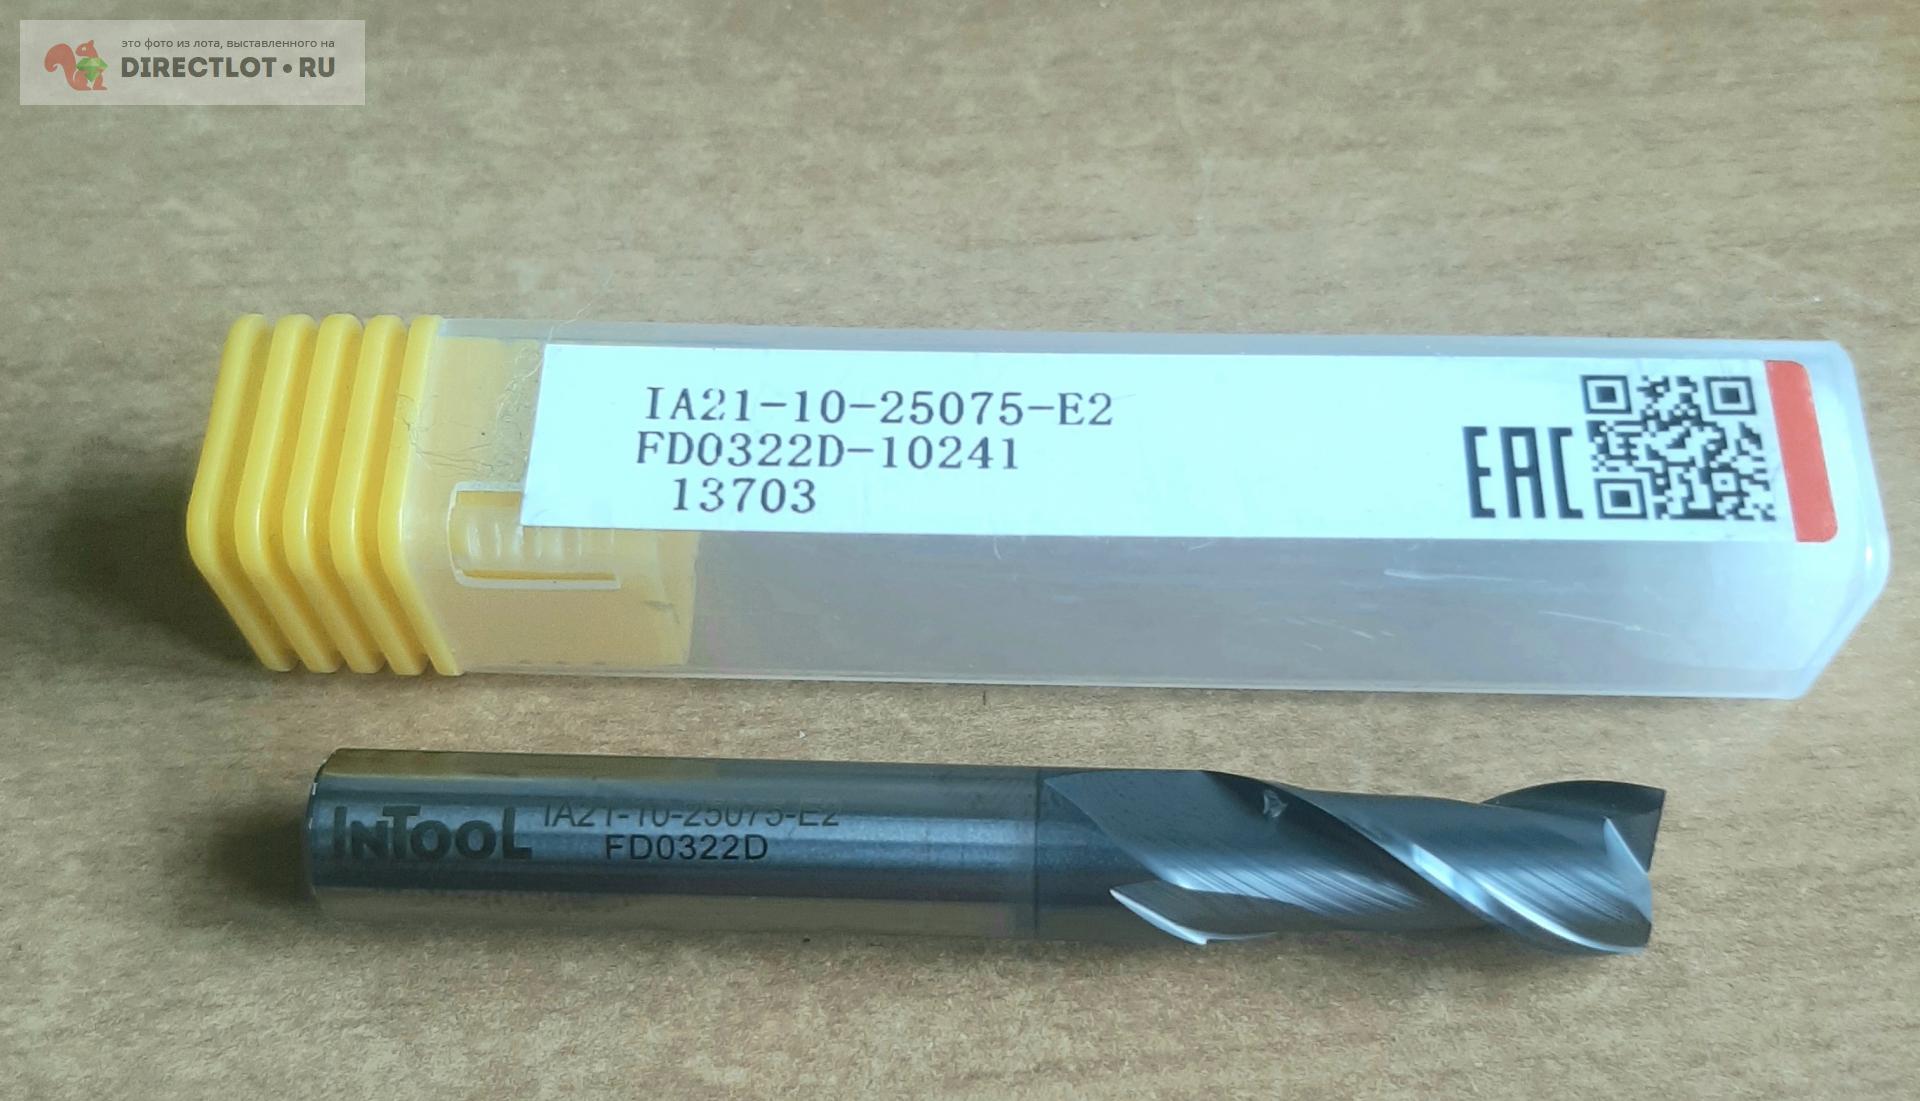 это фото из лота, выставленного на
DIRECTLOT•RU
IA21-10-25075-E2
FD0322D-10241
13703
EAC
INTOOL IA21-10-25075-E2
FD0322D